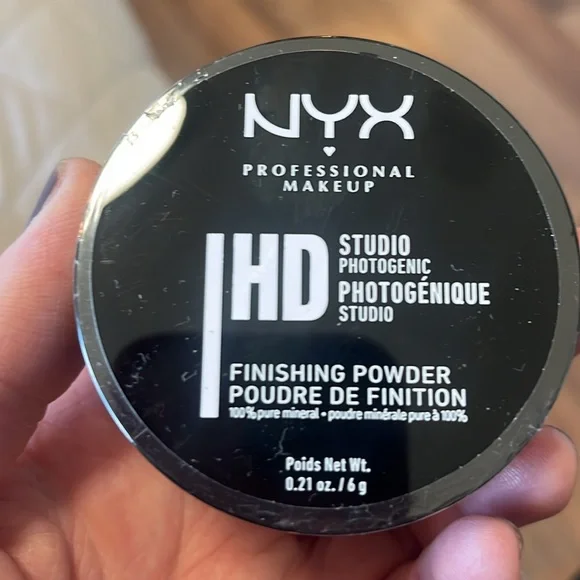 NYX
PROFESSIONAL
MAKEUP
HD
STUDIO
PHOTOGENIC
PHOTOGÉNIQUE
STUDIO
FINISHING POWDER
POUDRE DE FINITION
100% pure mineral • poudre minérale pure à 100%
Poids Net Wt.
0.21 oz. / 6 g